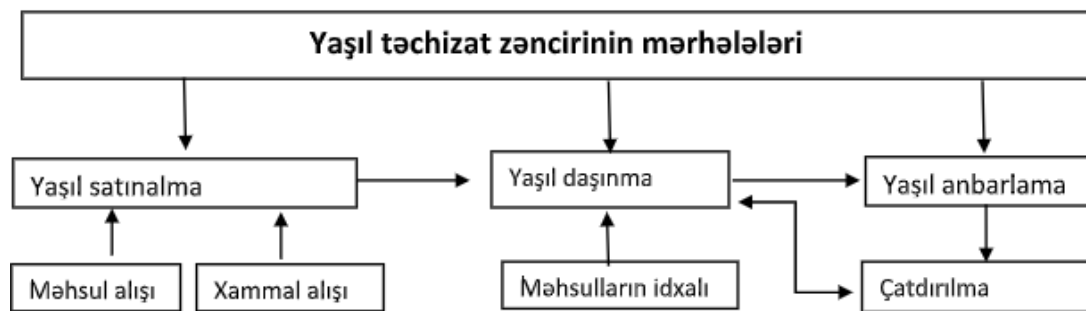 Yaşıl təchizat zəncirinin mərhələləri
Yaşıl satınalma
Yaşıl daşınma
Yaşıl anbarlama
Məhsul alışı
Xammal alışı
Məhsulların idxalı
Çatdırılma